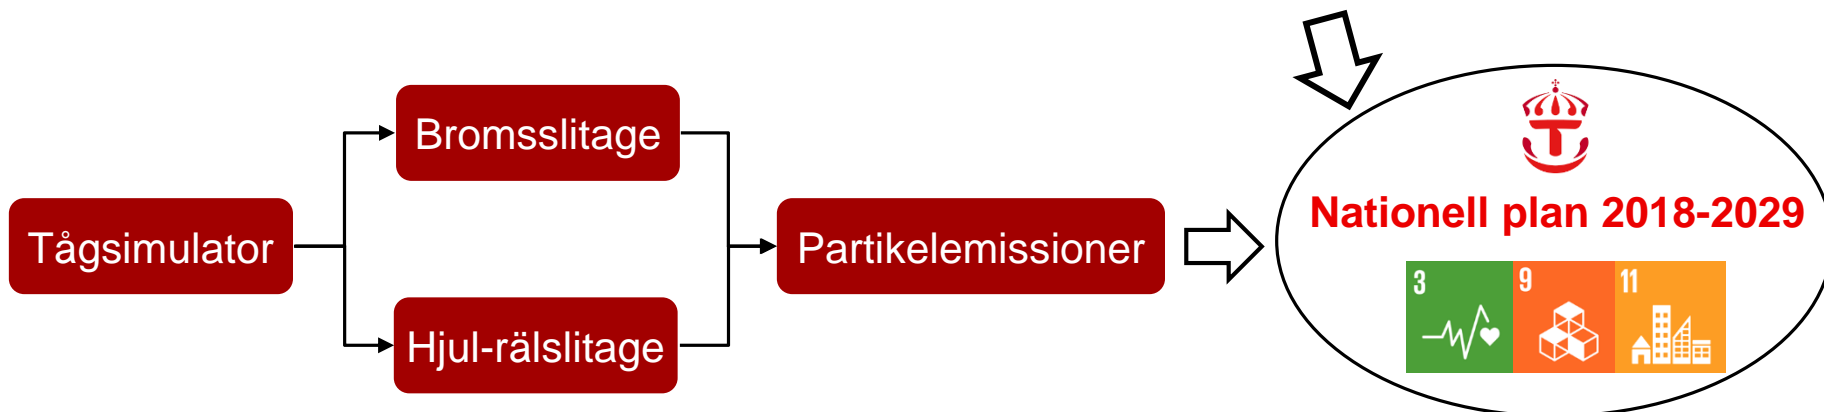 Bromsslitage
Tågsimulator
Partikelemissioner
Hjul-rälslitage
Nationell plan 2018-2029
3 9 11